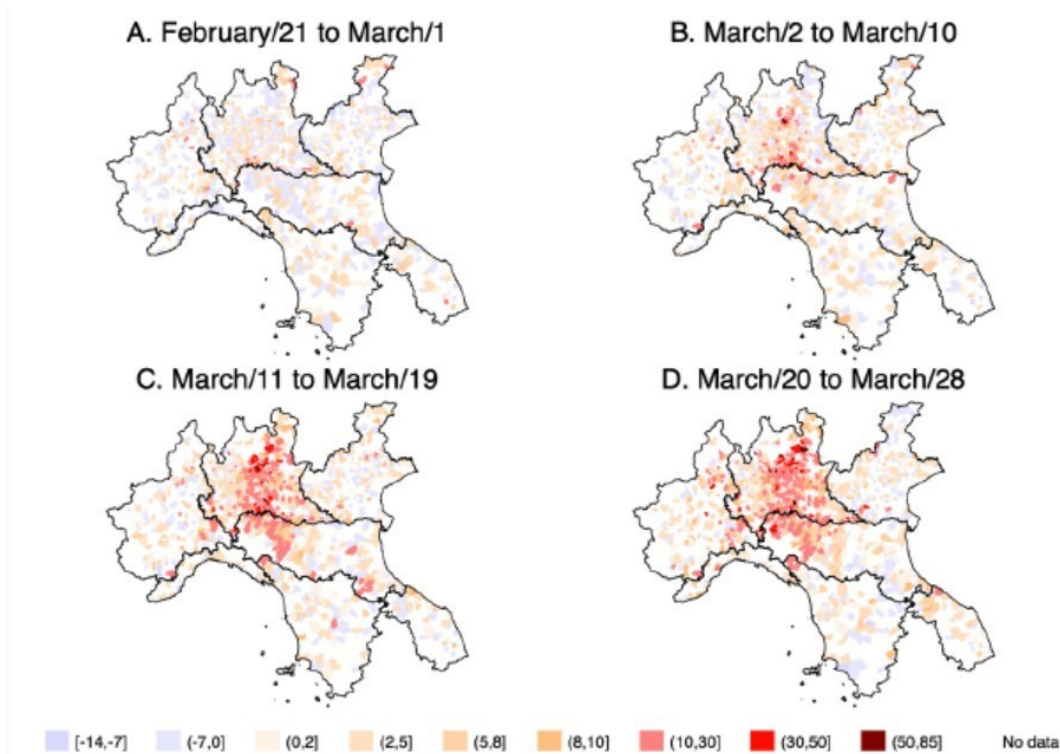 A. February/21 to March/1
B. March/2 to March/10
C. March/11 to March/19
D. March/20 to March/28
[-14,-7] (-7,0] (0,2] (2,5] (5,8] (8,10] (10,30] (30,50] (50,85] No data